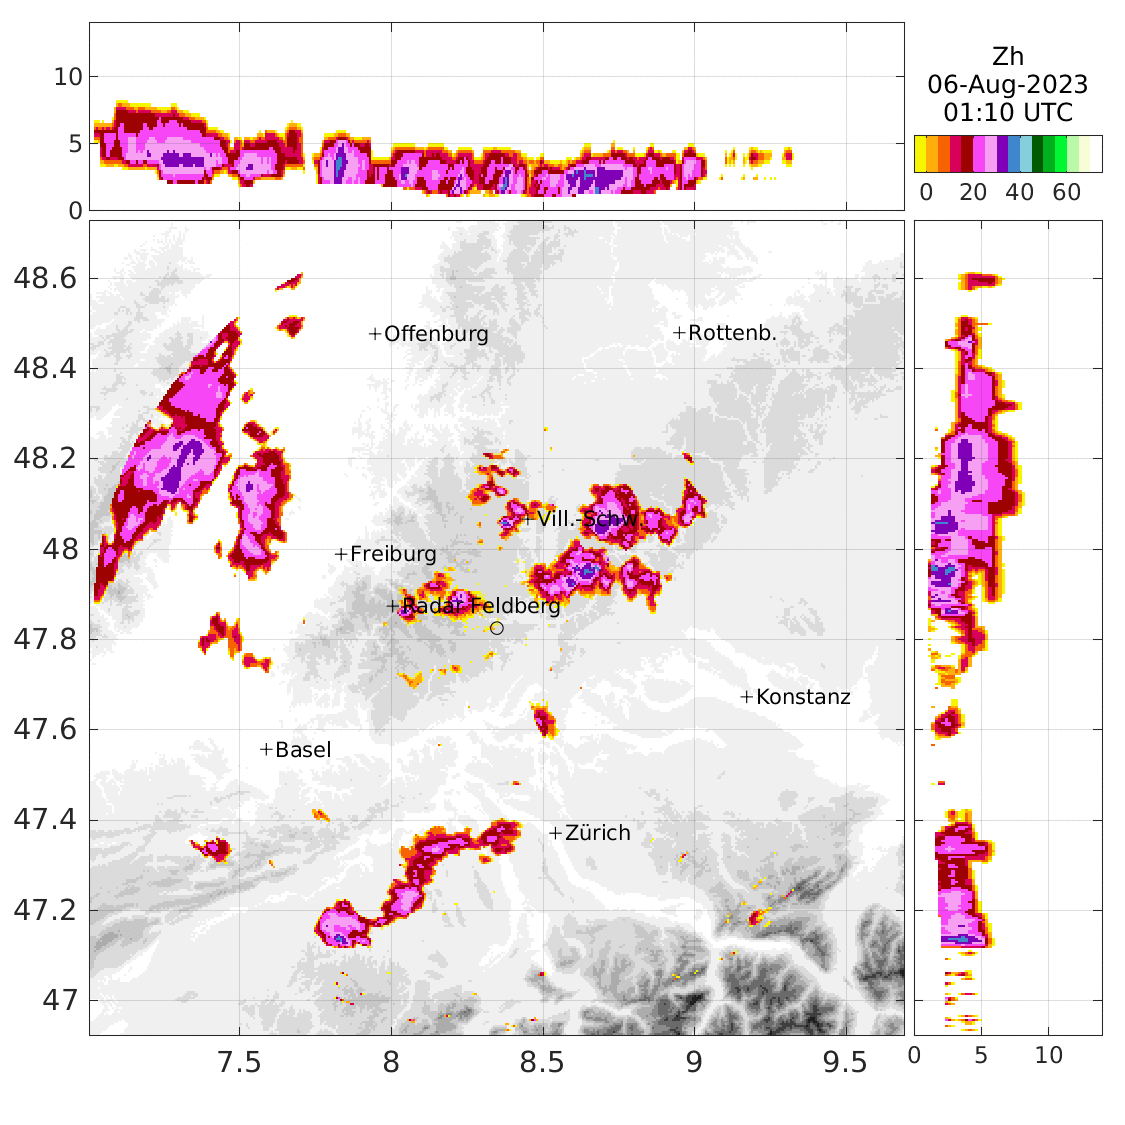 10
5
0
Zh
06-Aug-2023
01:10 UTC
0 20 40 60
48.6
48.4
48.2
48
47.8
47.6
47.4
47.2
47
+Offenburg
+Rottenb.
+Vill.-Schw.
+Freiburg
+Radar Feldberg
+Konstanz
+Basel
+Zürich
7.5 8 8.5 9 9.5
0 5 10